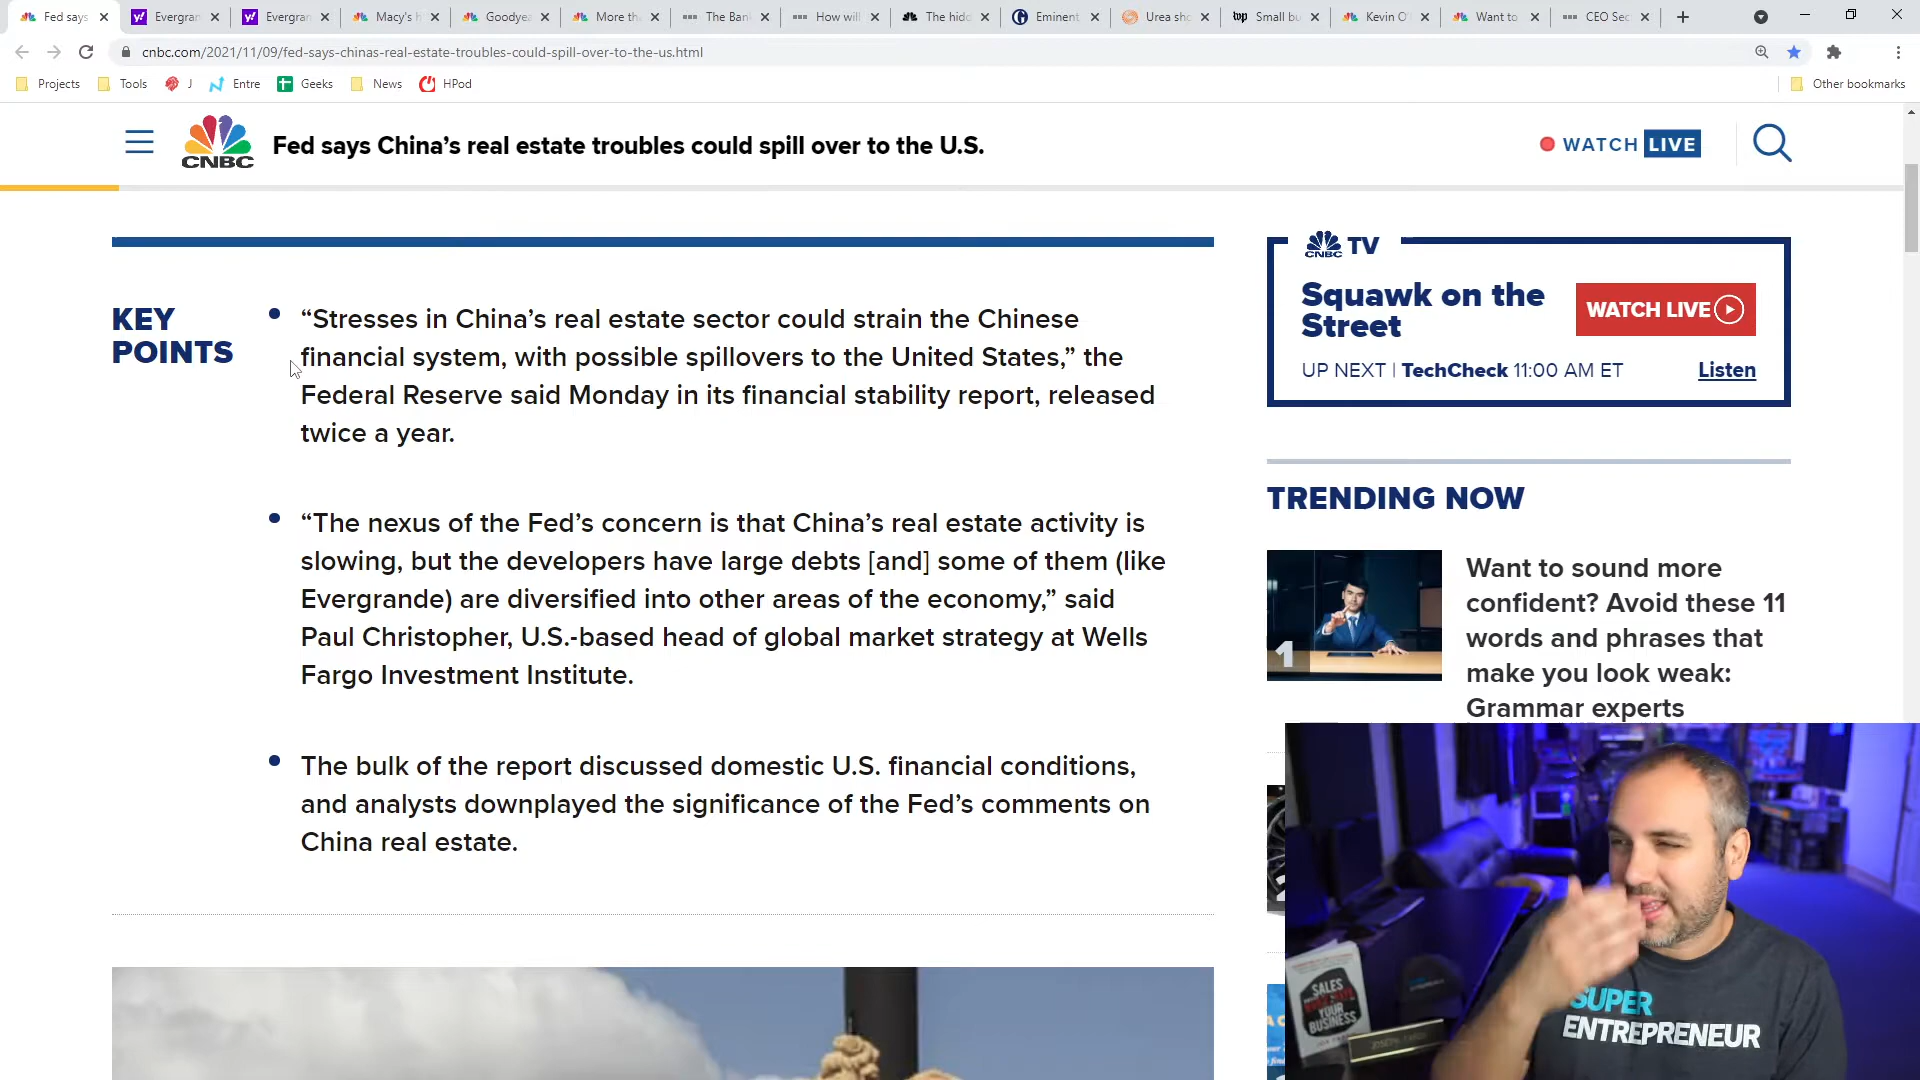 Fed says
Evergran
Evergran
Macy's h
Goodyea
More th
The Ban
How will
The hidd
Eminent
Urea sho
Small bu
Kevin O'
Want to
CEO Sec
cnbc.com/2021/11/09/fed-says-chinas-real-estate-troubles-could-spill-over-to-the-us.html
Projects
Tools
J
Entre
Geeks
News
HPod
Other bookmarks
CNBC
Fed says China's real estate troubles could spill over to the U.S.
WATCH LIVE
KEY
POINTS
“Stresses in China’s real estate sector could strain the Chinese
financial system, with possible spillovers to the United States,” the
Federal Reserve said Monday in its financial stability report, released
twice a year.
“The nexus of the Fed’s concern is that China’s real estate activity is
slowing, but the developers have large debts [and] some of them (like
Evergrande) are diversified into other areas of the economy,” said
Paul Christopher, U.S.-based head of global market strategy at Wells
Fargo Investment Institute.
The bulk of the report discussed domestic U.S. financial conditions,
and analysts downplayed the significance of the Fed’s comments on
China real estate.
CNBC TV
Squawk on the
Street
WATCH LIVE
UP NEXT | TechCheck 11:00 AM ET
Listen
TRENDING NOW
1
Want to sound more
confident? Avoid these 11
words and phrases that
make you look weak:
Grammar experts
2
SALES
YOUR
BUSINESS
SUPER
ENTREPRENEUR